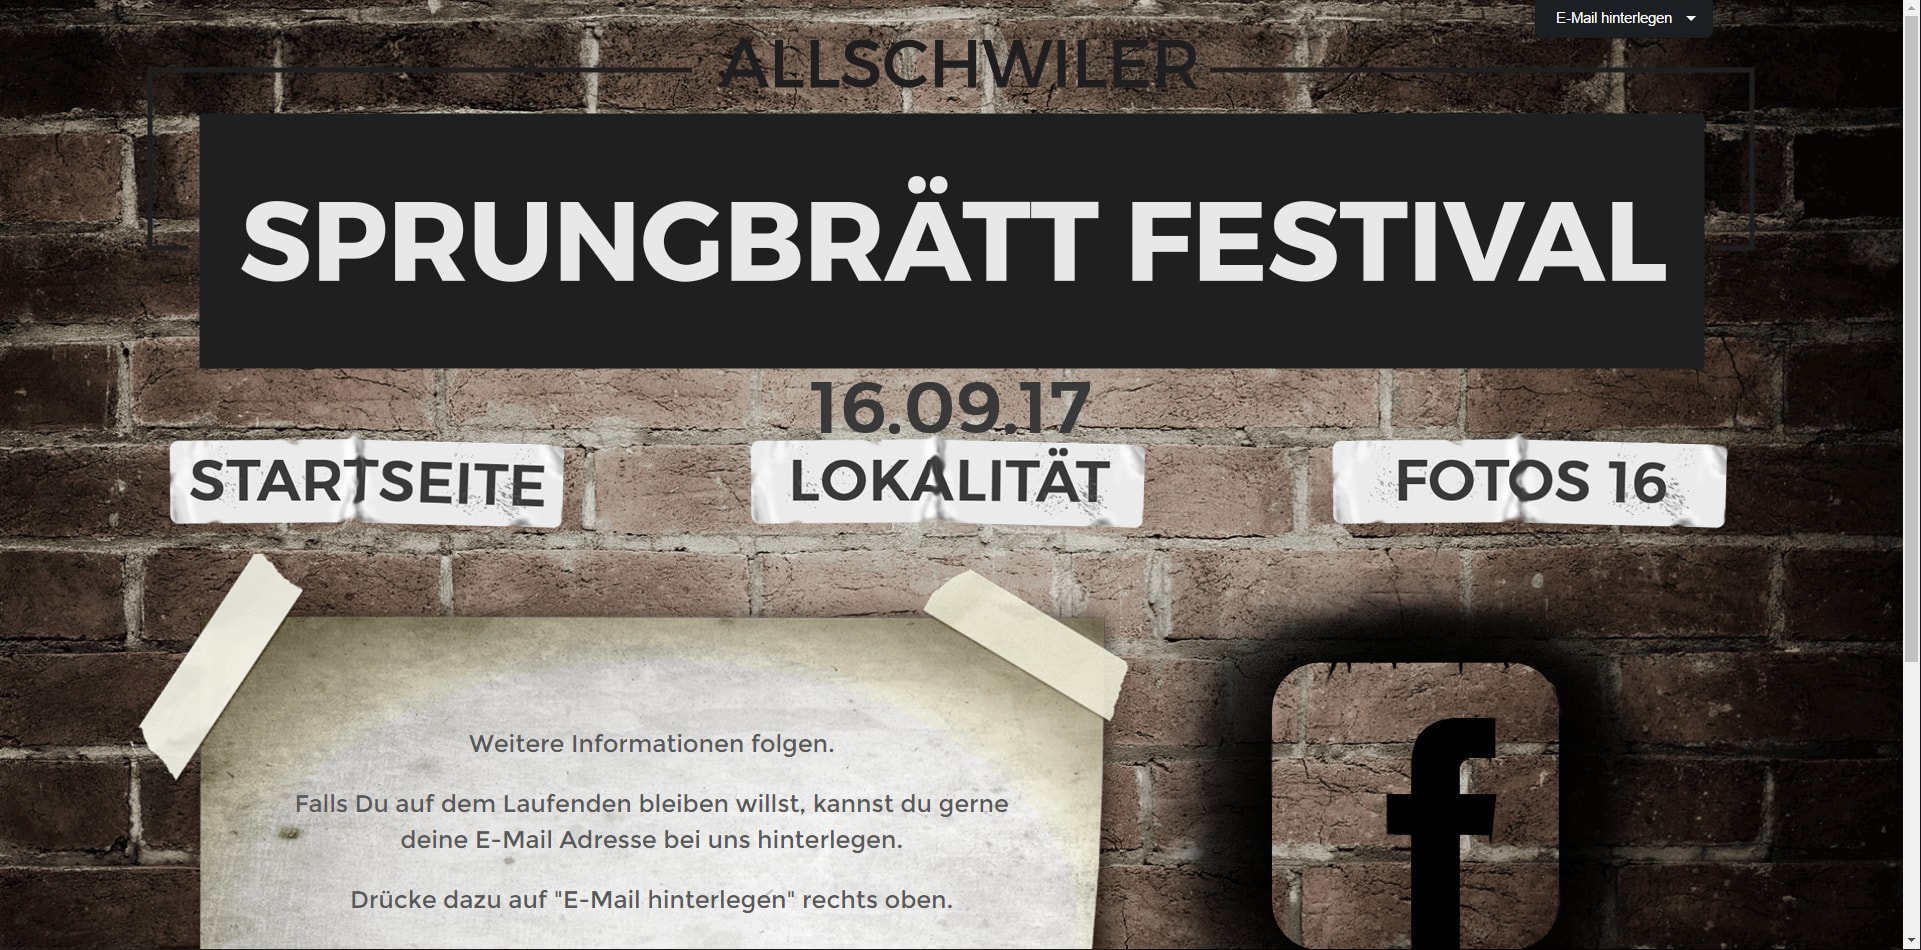 E-Mail hinterlegen
ALLSCHWILER
SPRUNGBRÄTT FESTIVAL
16.09.17
STARTSEITE
LOKALITÄT
FOTOS 16
Weitere Informationen folgen.
Falls Du auf dem Laufenden bleiben willst, kannst du gerne
deine E-Mail Adresse bei uns hinterlegen.
Drücke dazu auf "E-Mail hinterlegen" rechts oben.
f